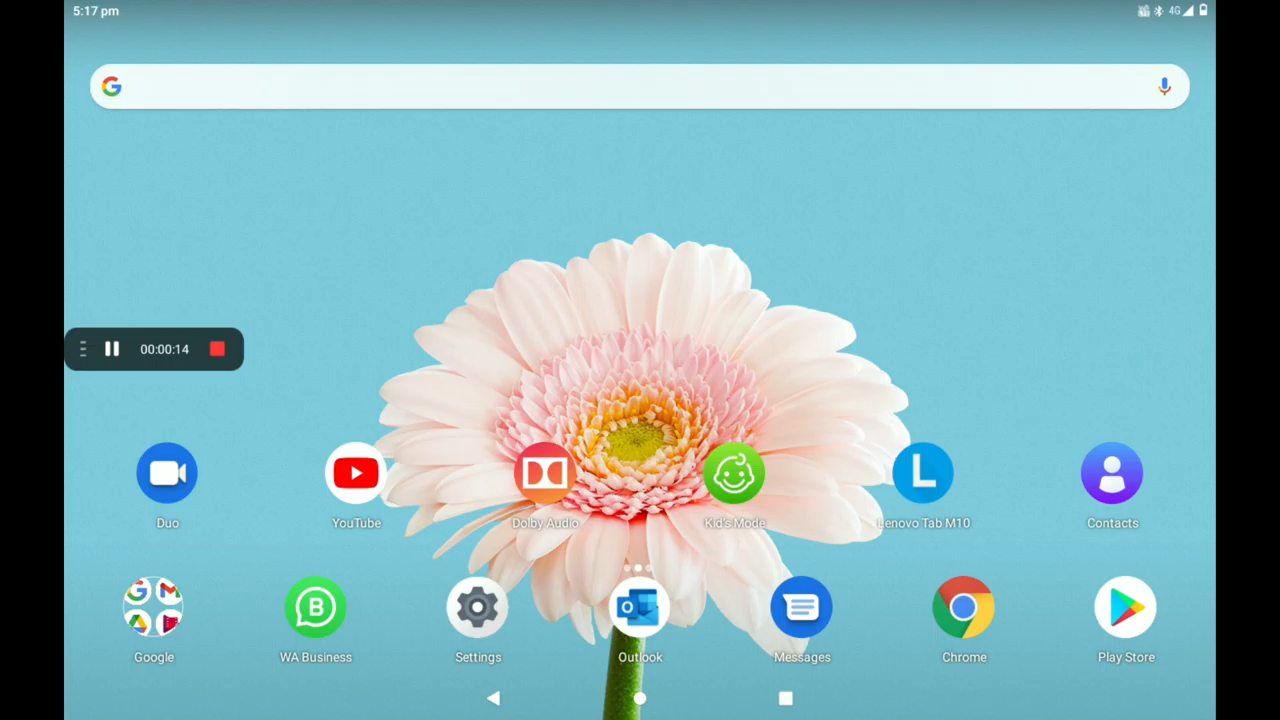 5:17 pm
4G
00:00:14
Duo
YouTube
Dolby Audio
Kid's Mode
Lenovo Tab M10
Contacts
Google
WA Business
Settings
Outlook
Messages
Chrome
Play Store